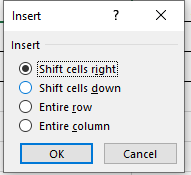 Insert ? ×
Insert
Shift cells right
Shift cells down
Entire row
Entire column
OK Cancel